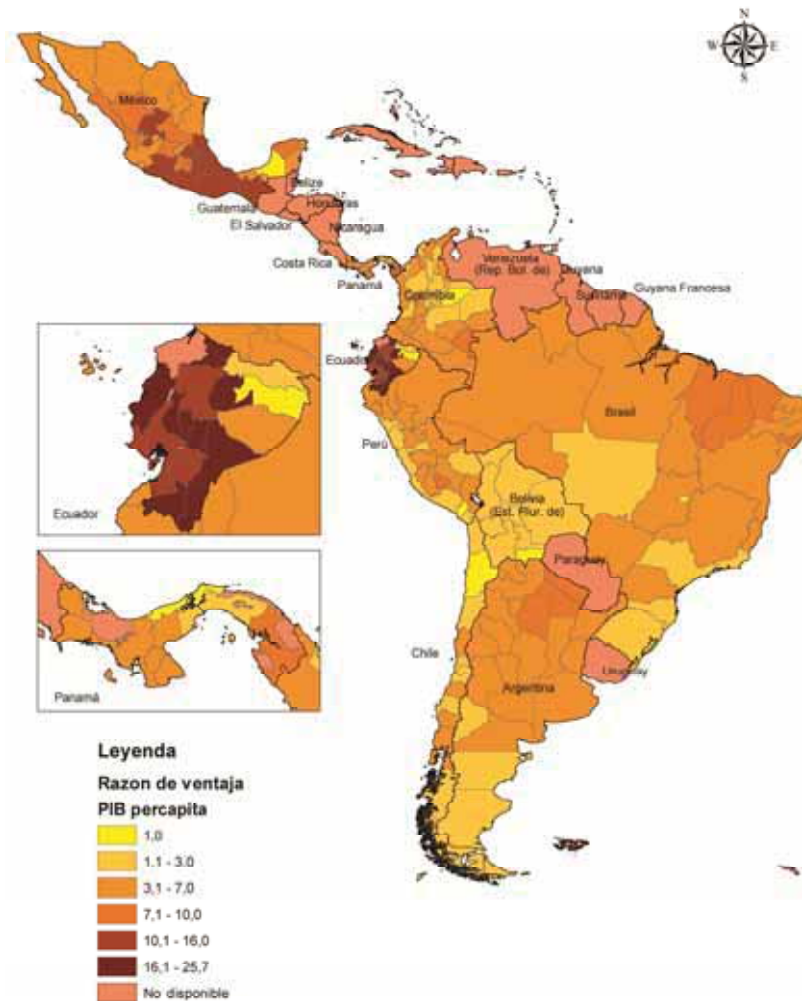 N
W E
S
México
Belize
Honduras
Guatemala
El Salvador
Nicaragua
Costa Rica
Panamá
Venezuela
(Rep. Bol. de)
Guyana
Suriname
Guyana Francesa
Colombia
Ecuador
Brasil
Perú
Bolivia
(Est. Plur. de)
Paraguay
Chile
Uruguay
Argentina
Ecuador
Panamá
Leyenda
Razon de ventaja
PIB percapita
1,0
1.1 - 3.0
3,1 - 7,0
7,1 - 10,0
10,1 - 16,0
16,1 - 25,7
No disponible